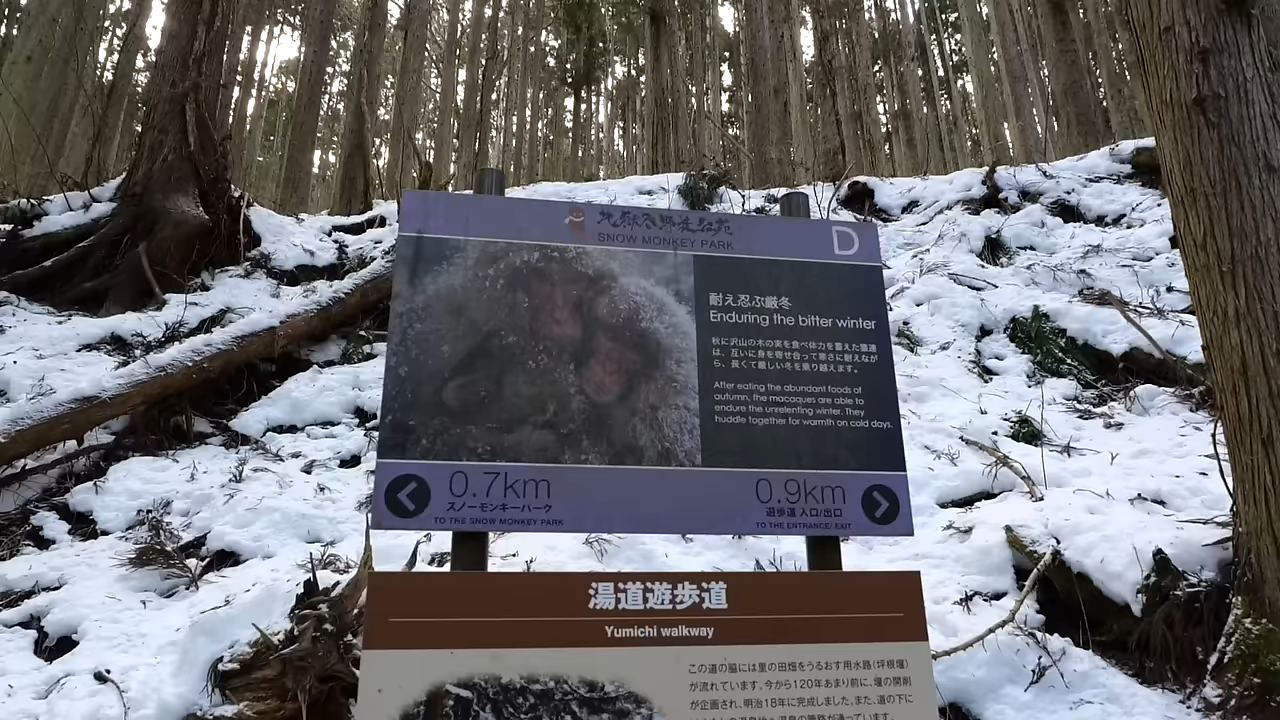 地獄谷野猿公苑
SNOW MONKEY PARK
D
耐え忍ぶ厳冬
Enduring the bitter winter
秋に沢山の木の実を食べ体力を蓄えた猿達
は、互いに身を寄せ合って寒さに耐えなが
ら、長くて厳しい冬を乗り越えます。
After eating the abundant foods of
autumn, the macaques are able to
endure the unrelenting winter. They
huddle together for warmth on cold days.
0.7km
スノーモンキーパーク
TO THE SNOW MONKEY PARK
0.9km
遊歩道 入口/出口
TO THE ENTRANCE/ EXIT
湯道遊歩道
Yumichi walkway
この道の脇には里の田畑をうるおす用水路(坪根堰)
が流れています。今から120年あまり前に、堰の開削
が企画され、明治18年に完成しました。また、道の下に